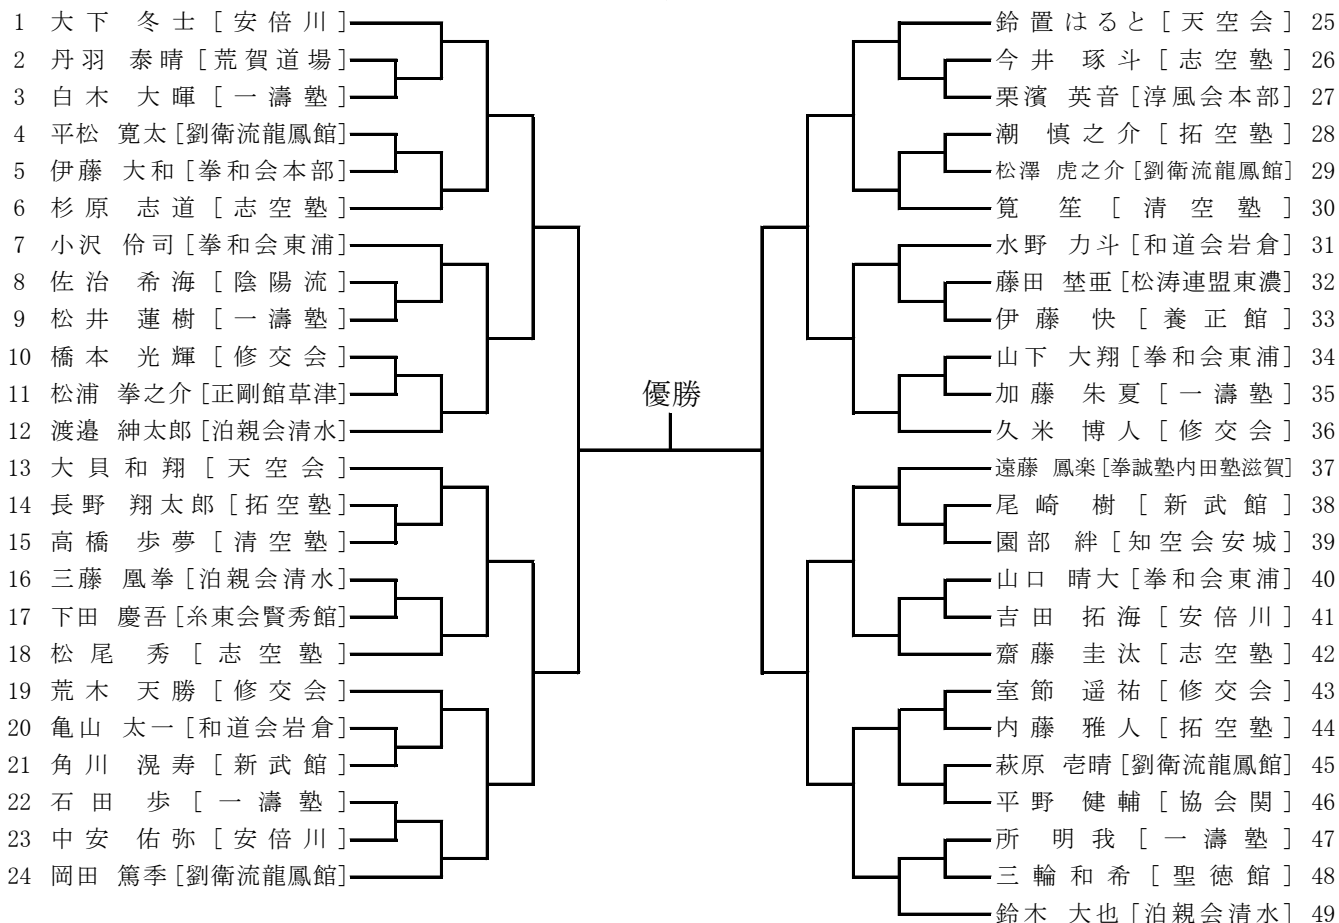 1 大下 冬士 [安倍川]
2 丹羽 泰晴 [荒賀道場]
3 白木 大暉 [一濤塾]
4 平松 寛太 [劉衛流龍鳳館]
5 伊藤 大和 [拳和会本部]
6 杉原 志道 [志空塾]
7 小沢 伶司 [拳和会東浦]
8 佐治 希海 [陰陽流]
9 松井 蓮樹 [一濤塾]
10 橋本 光輝 [修交会]
11 松浦 拳之介 [正剛館草津]
12 渡邉 紳太郎 [泊親会清水]
13 大貝和翔 [天空会]
14 長野 翔太郎 [拓空塾]
15 高橋 歩夢 [清空塾]
16 三藤 凰拳 [泊親会清水]
17 下田 慶吾 [糸東会賢秀館]
18 松尾 秀 [志空塾]
19 荒木 天勝 [修交会]
20 亀山 太一 [和道会岩倉]
21 角川 滉寿 [新武館]
22 石田 歩 [一濤塾]
23 中安 佑弥 [安倍川]
24 岡田 篤季 [劉衛流龍鳳館]
優勝
鈴置はると [天空会] 25
今井 琢斗 [志空塾] 26
栗濱 英音 [淳風会本部] 27
潮 慎之介 [拓空塾] 28
松澤 虎之介 [劉衛流龍鳳館] 29
筧 笙 [清空塾] 30
水野 力斗 [和道会岩倉] 31
藤田 埜亜 [松涛連盟東濃] 32
伊藤 快 [養正館] 33
山下 大翔 [拳和会東浦] 34
加藤 朱夏 [一濤塾] 35
久米 博人 [修交会] 36
遠藤 鳳楽 [拳誠塾内田塾滋賀] 37
尾崎 樹 [新武館] 38
園部 絆 [知空会安城] 39
山口 晴大 [拳和会東浦] 40
吉田 拓海 [安倍川] 41
齋藤 圭汰 [志空塾] 42
室節 遥祐 [修交会] 43
内藤 雅人 [拓空塾] 44
萩原 壱晴 [劉衛流龍鳳館] 45
平野 健輔 [協会関] 46
所 明我 [一濤塾] 47
三輪和希 [聖徳館] 48
鈴木 大也 [泊親会清水] 49